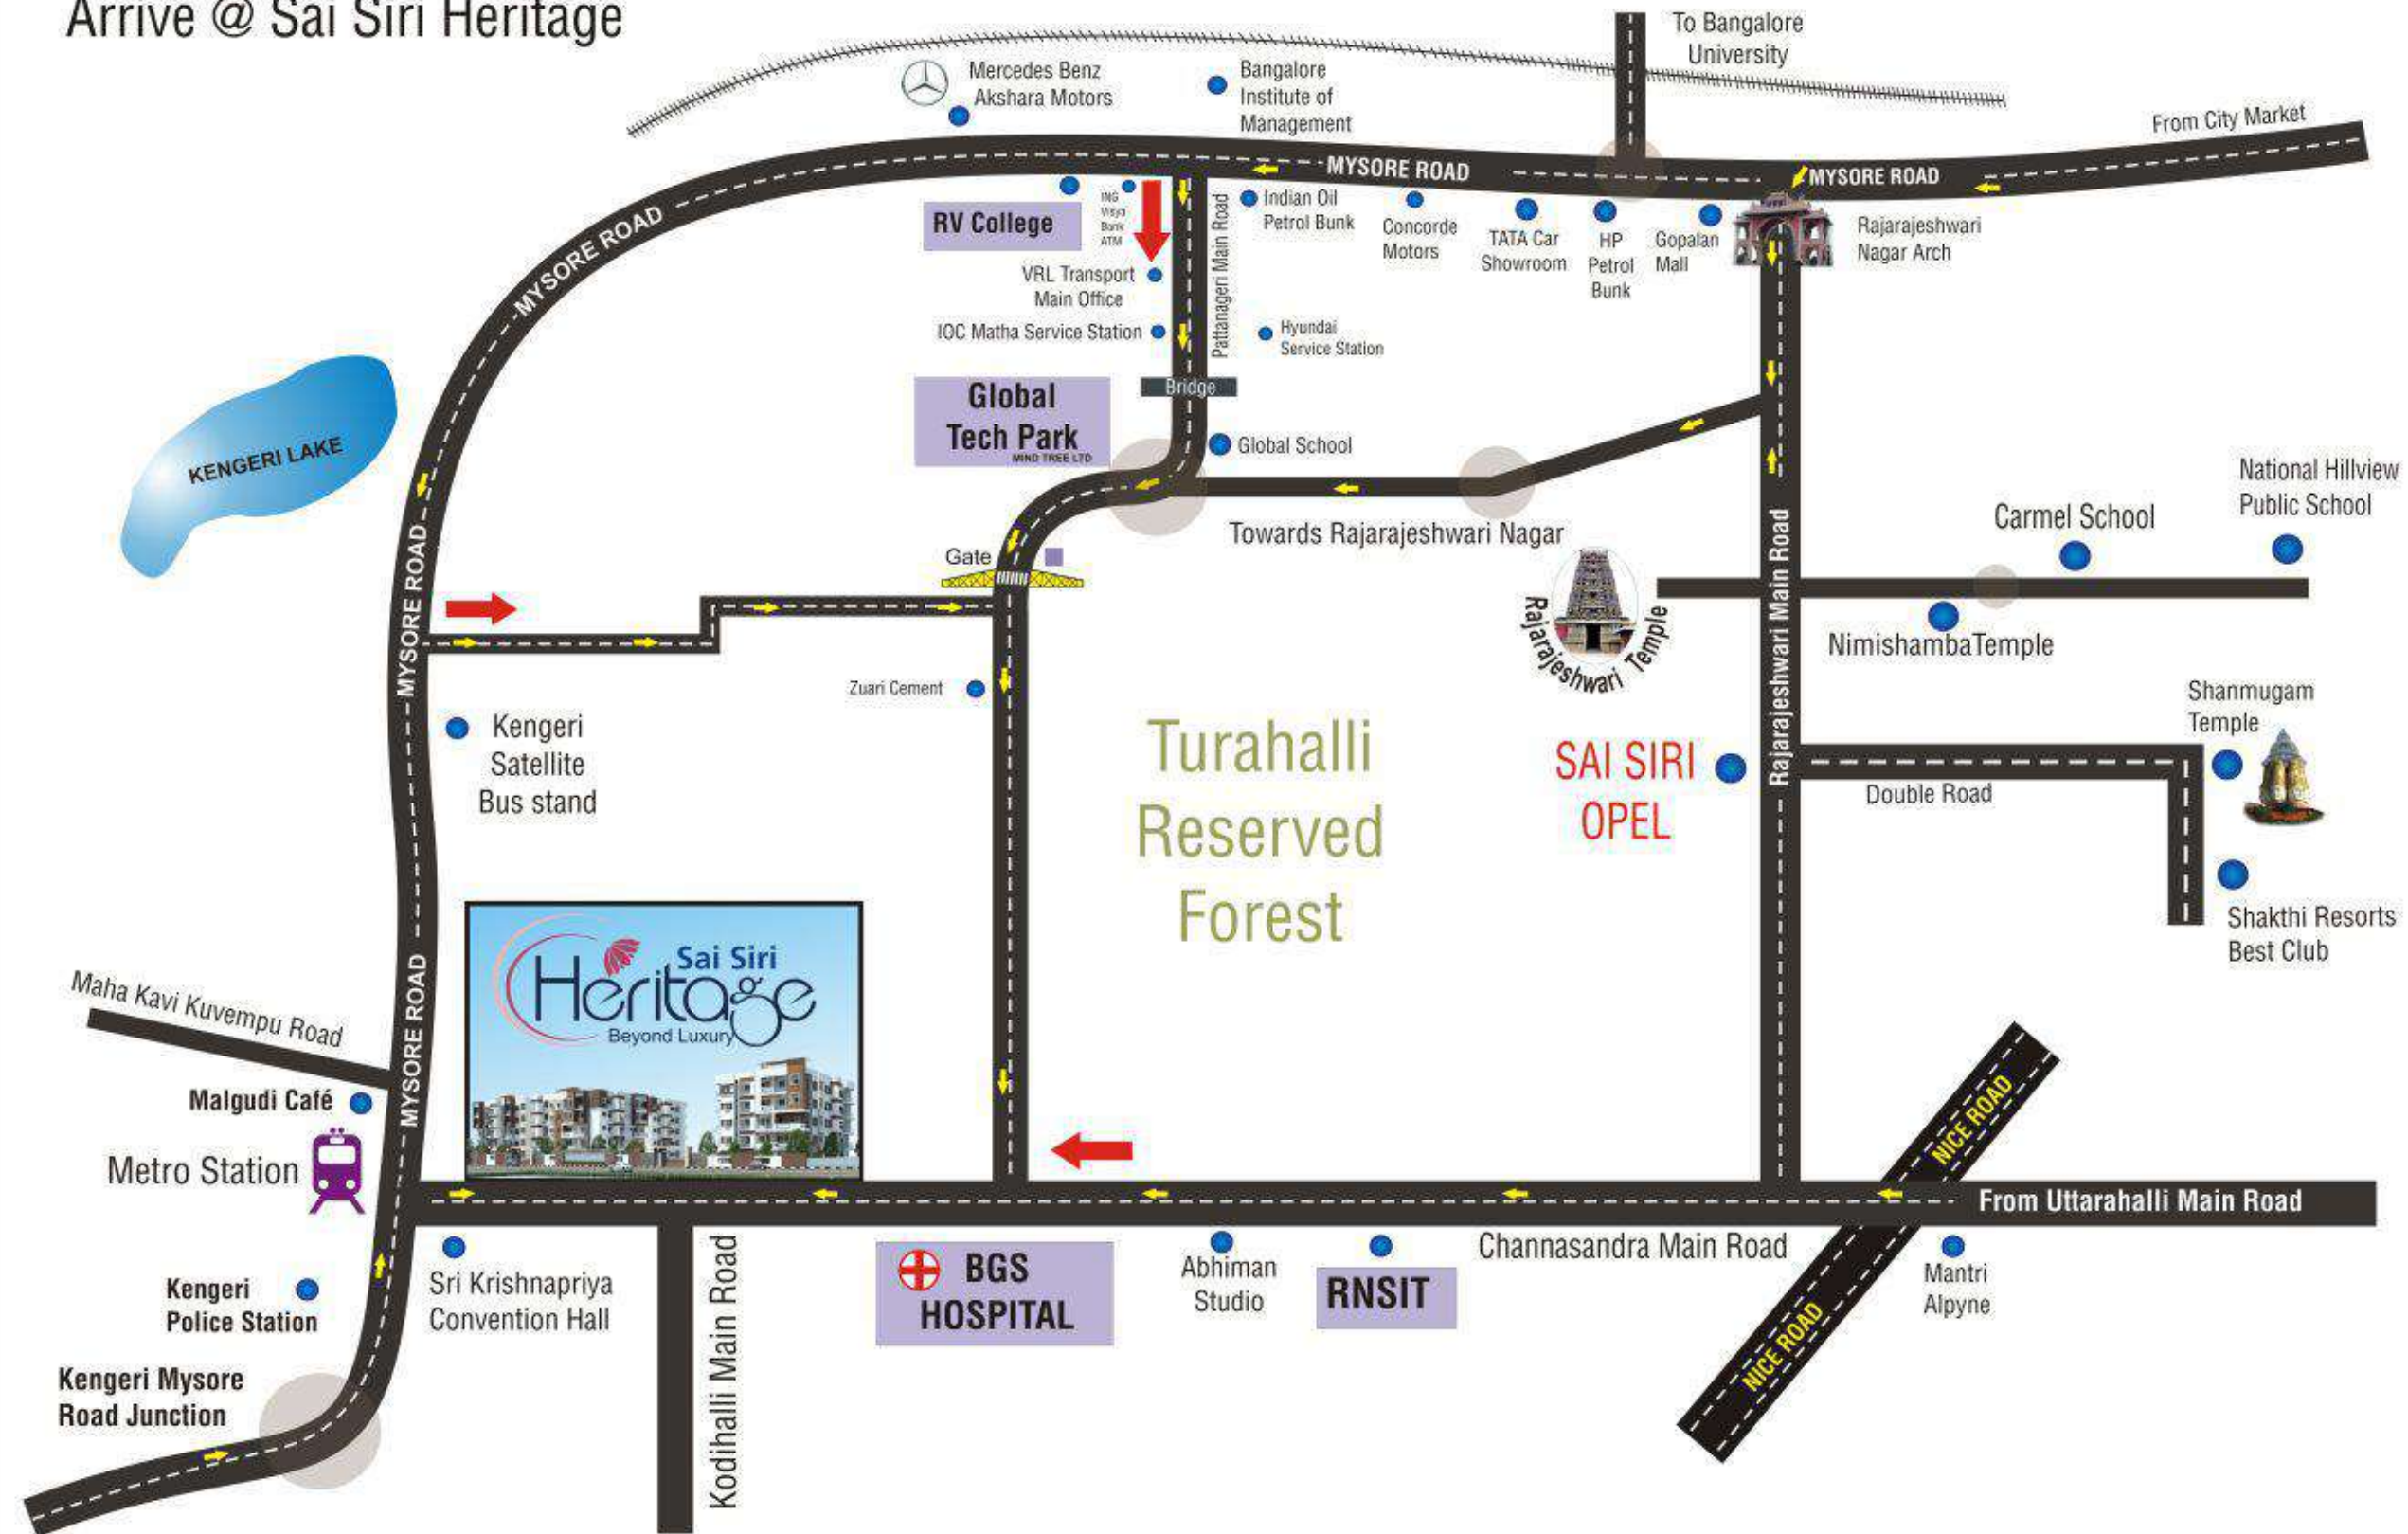 Arrive @ Sai Siri Heritage
To Bangalore
University
Mercedes Benz
Akshara Motors
Bangalore
Institute of
Management
From City Market
MYSORE ROAD
MYSORE ROAD
MYSORE ROAD
RV College
ING
Visya
Bank
ATM
Pattanageri Main Road
Indian Oil
Petrol Bunk
Concorde
Motors
TATA Car
Showroom
HP
Petrol
Bunk
Gopalan
Mall
Rajarajeshwari
Nagar Arch
VRL Transport
Main Office
IOC Matha Service Station
Hyundai
Service Station
Bridge
Global
Tech Park
MIND TREE LTD
Global School
KENGERI LAKE
Towards Rajarajeshwari Nagar
Gate
National Hillview
Public School
Carmel School
MYSORE ROAD
Rajarajeshwari Main Road
Rajarajeshwari Temple
NimishambaTemple
Zuari Cement
Shanmugam
Temple
Kengeri
Satellite
Bus stand
Turahalli
Reserved
Forest
SAI SIRI
OPEL
Double Road
Shakthi Resorts
Best Club
Sai Siri
Heritage
Beyond Luxury
Maha Kavi Kuvempu Road
MYSORE ROAD
Malgudi Café
Metro Station
NICE ROAD
From Uttarahalli Main Road
Channasandra Main Road
Kengeri
Police Station
Sri Krishnapriya
Convention Hall
Kodihalli Main Road
BGS
HOSPITAL
Abhiman
Studio
RNSIT
Mantri
Alpyne
NICE ROAD
Kengeri Mysore
Road Junction